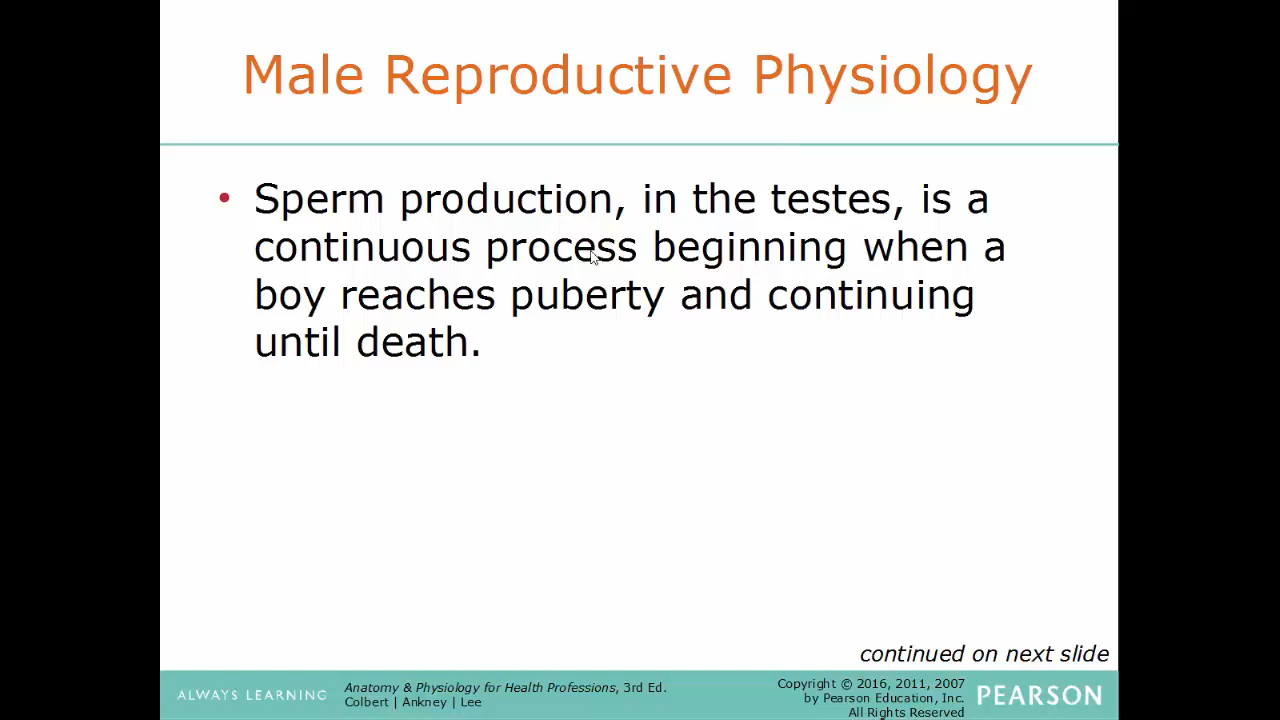 Male Reproductive Physiology
• Sperm production, in the testes, is a
continuous process beginning when a
boy reaches puberty and continuing
until death.
continued on next slide
ALWAYS LEARNING
Anatomy & Physiology for Health Professions, 3rd Ed.
Colbert | Ankney | Lee
Copyright © 2016, 2011, 2007
by Pearson Education, Inc.
All Rights Reserved
PEARSON